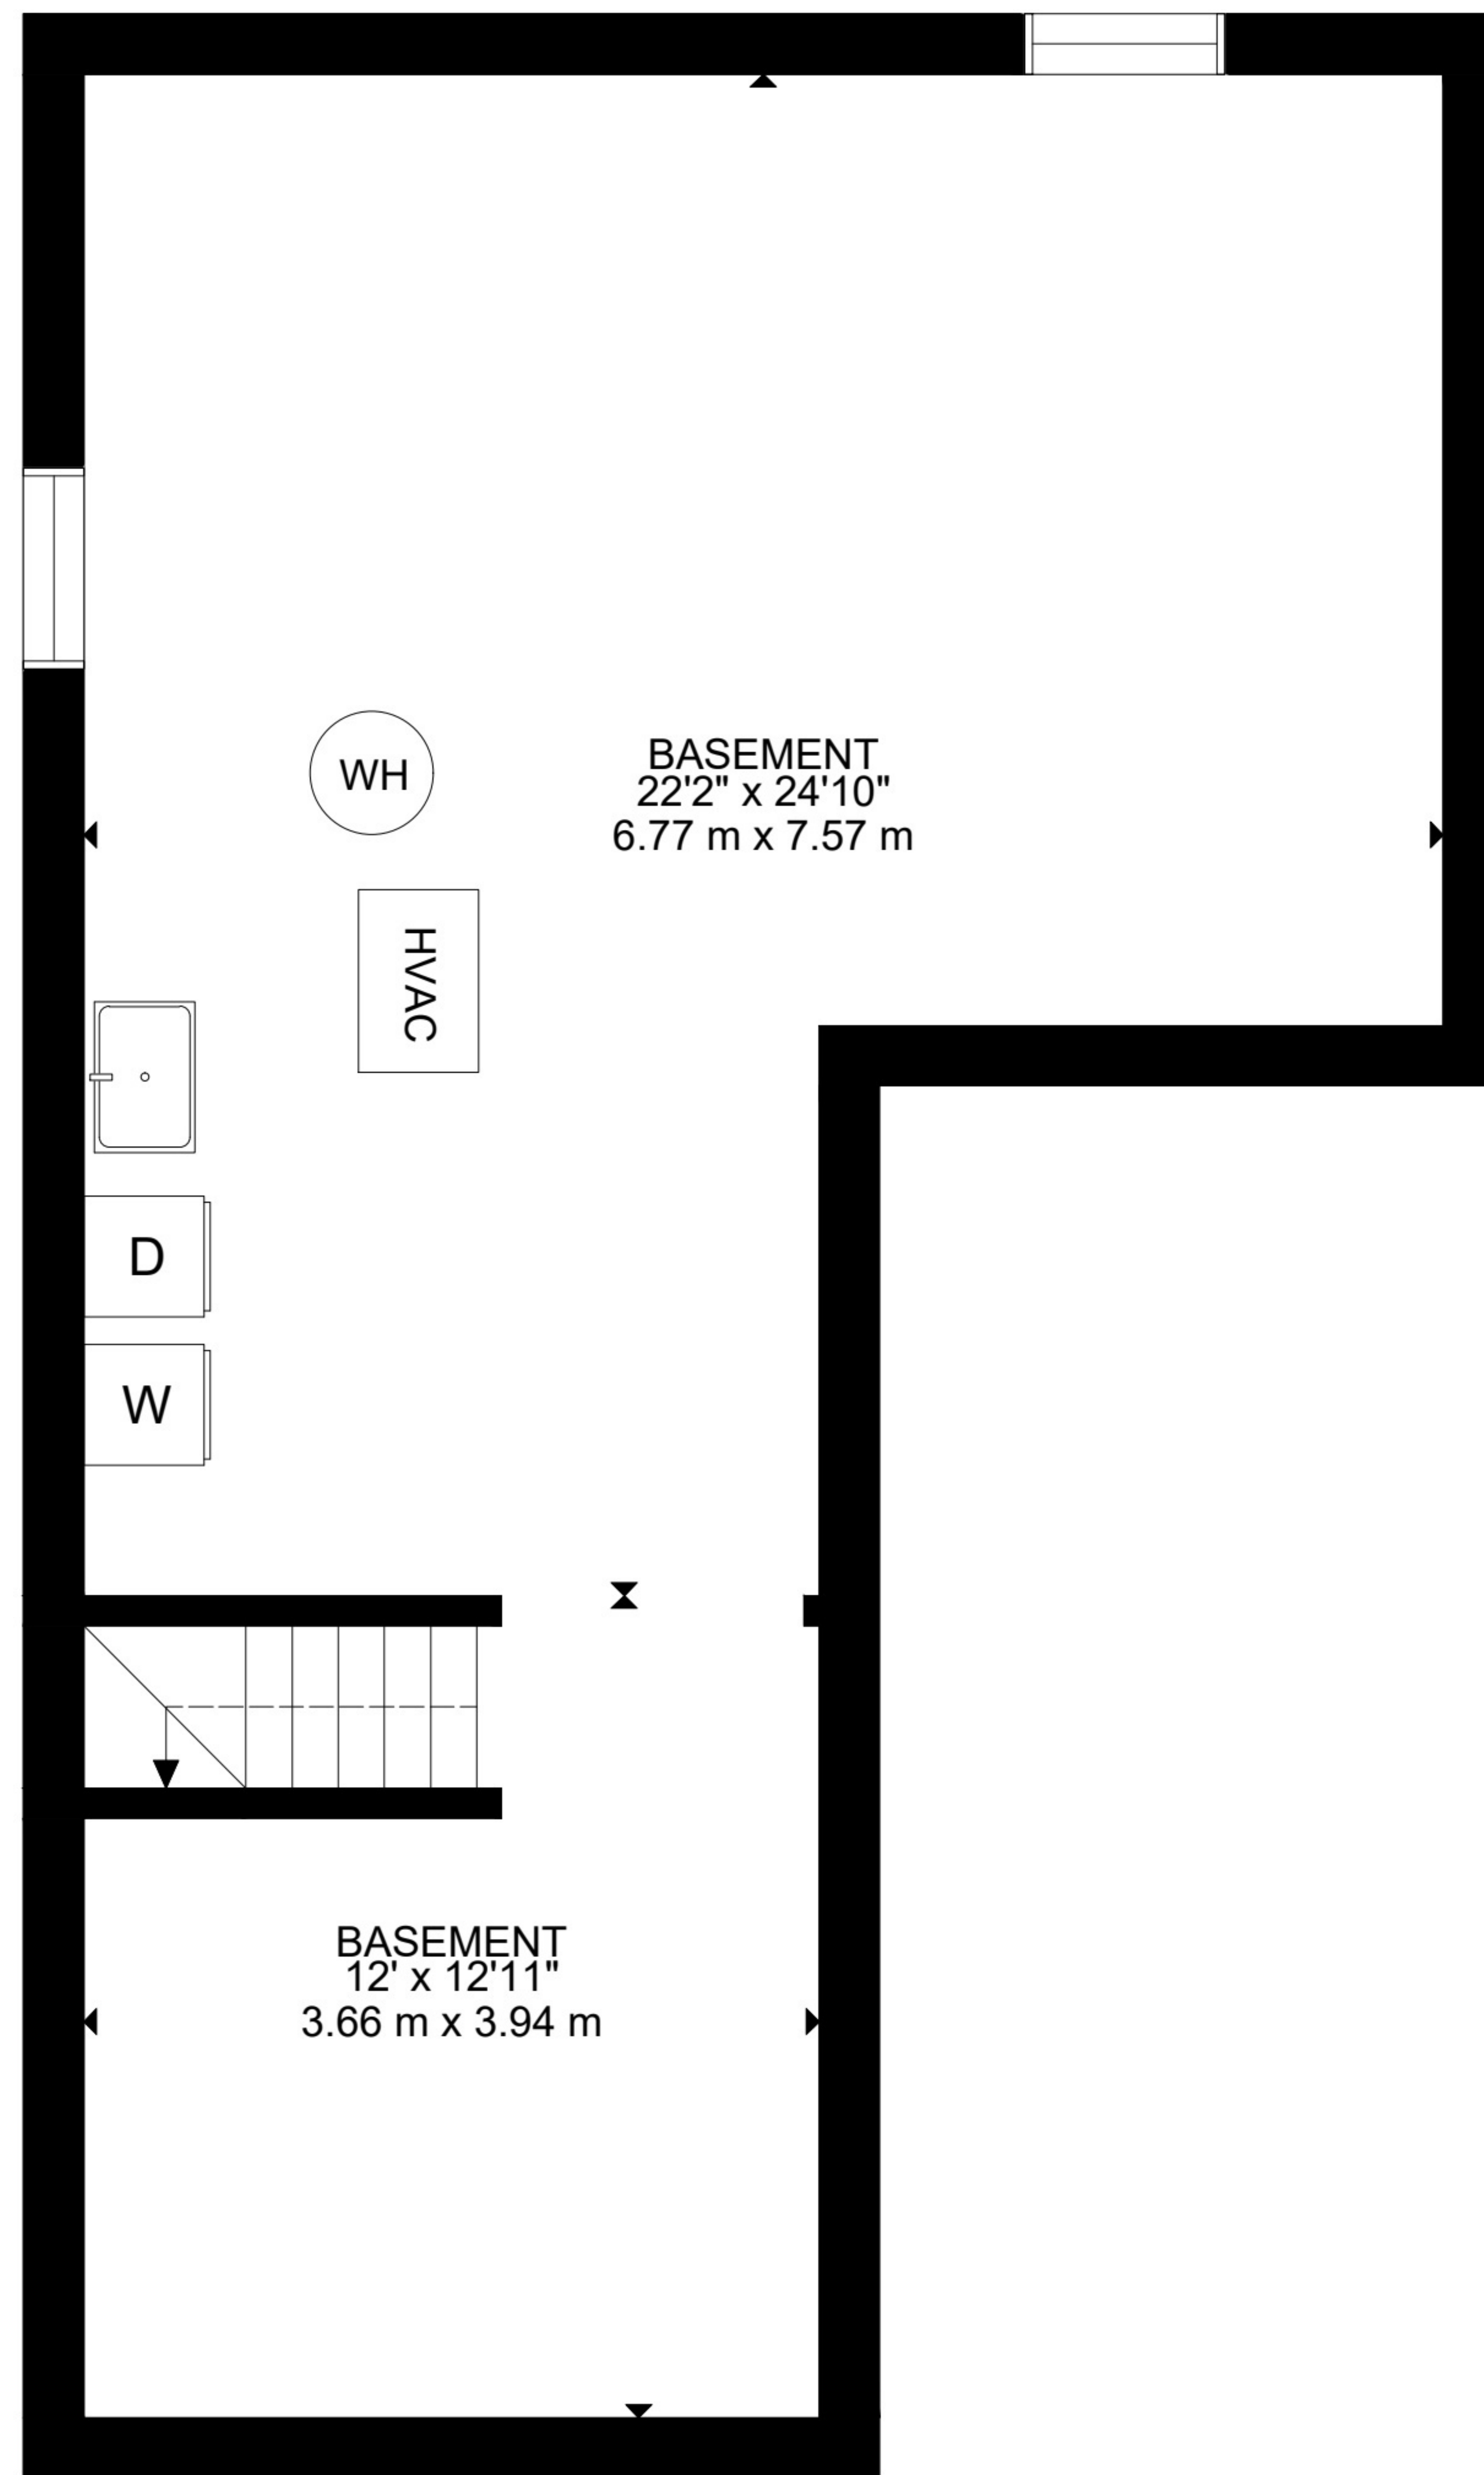 WH
BASEMENT
22'2" x 24'10"
6.77 m x 7.57 m
HVAC
D
W
BASEMENT
12' x 12'11"
3.66 m x 3.94 m